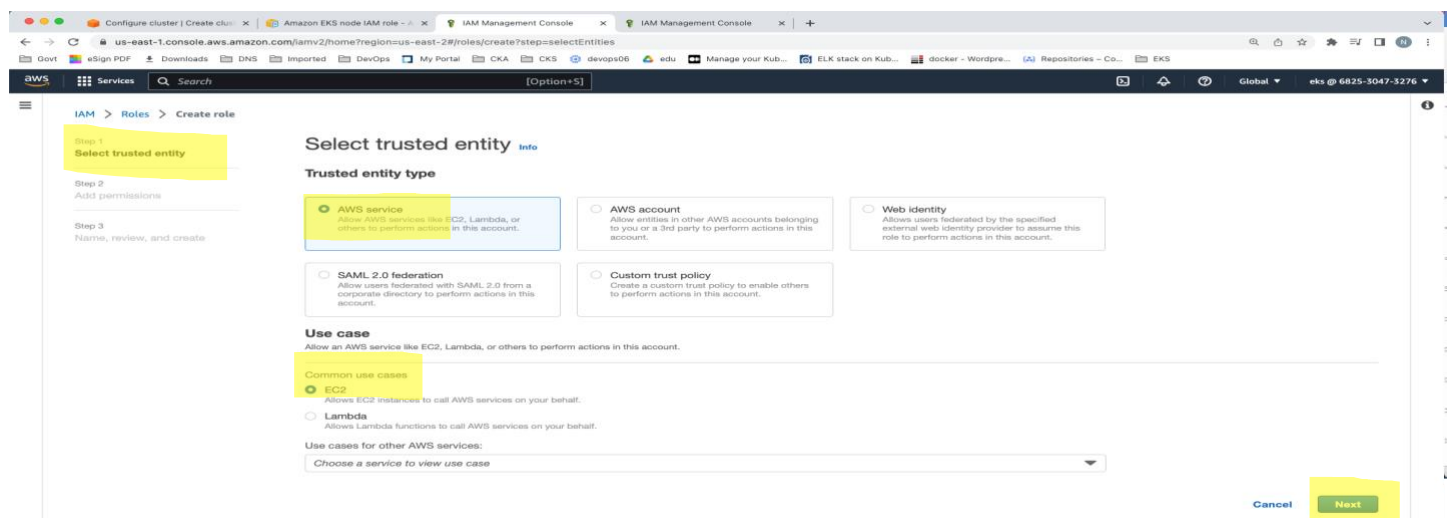 Configure cluster | Create clus
Amazon EKS node IAM role - A
IAM Management Console
IAM Management Console
us-east-1.console.aws.amazon.com/iamv2/home?region=us-east-2#/roles/create?step=selectEntities
Govt eSign PDF Downloads DNS Imported DevOps My Portal CKA CKS devops06 edu Manage your Kub... ELK stack on Kub... docker - Wordpre... Repositories – Co... EKS
aws Services Search [Option+S] Global eks @ 6825-3047-3276
IAM > Roles > Create role
Step 1
Select trusted entity
Step 2
Add permissions
Step 3
Name, review, and create
Select trusted entity Info
Trusted entity type
AWS service
Allow AWS services like EC2, Lambda, or
others to perform actions in this account.
AWS account
Allow entities in other AWS accounts belonging
to you or a 3rd party to perform actions in this
account.
Web identity
Allows users federated by the specified
external web identity provider to assume this
role to perform actions in this account.
SAML 2.0 federation
Allow users federated with SAML 2.0 from a
corporate directory to perform actions in this
account.
Custom trust policy
Create a custom trust policy to enable others
to perform actions in this account.
Use case
Allow an AWS service like EC2, Lambda, or others to perform actions in this account.
Common use cases
EC2
Allows EC2 instances to call AWS services on your behalf.
Lambda
Allows Lambda functions to call AWS services on your behalf.
Use cases for other AWS services:
Choose a service to view use case
Cancel Next